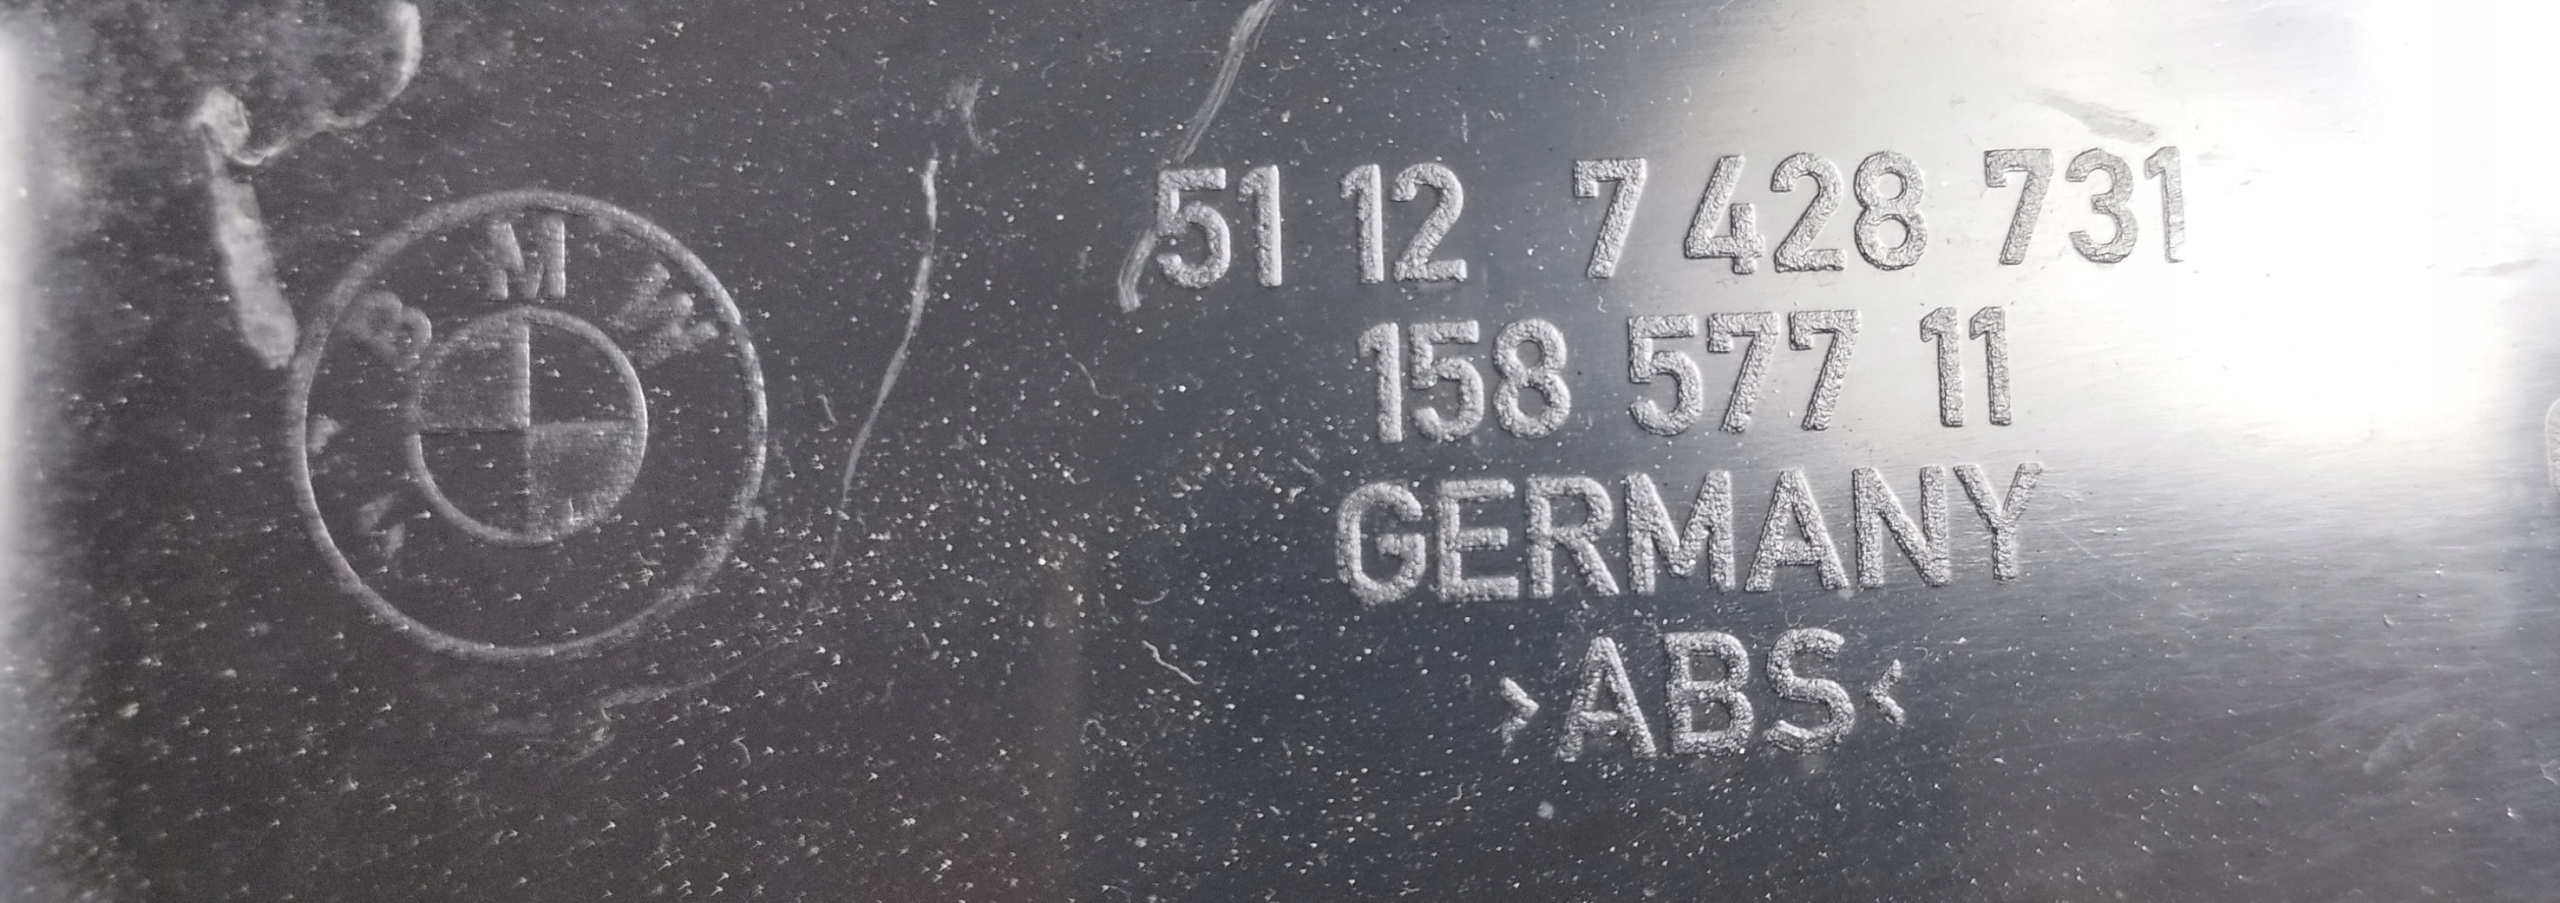 BMW
51 12 7 428 731
158 577 11
GERMANY
>ABS<